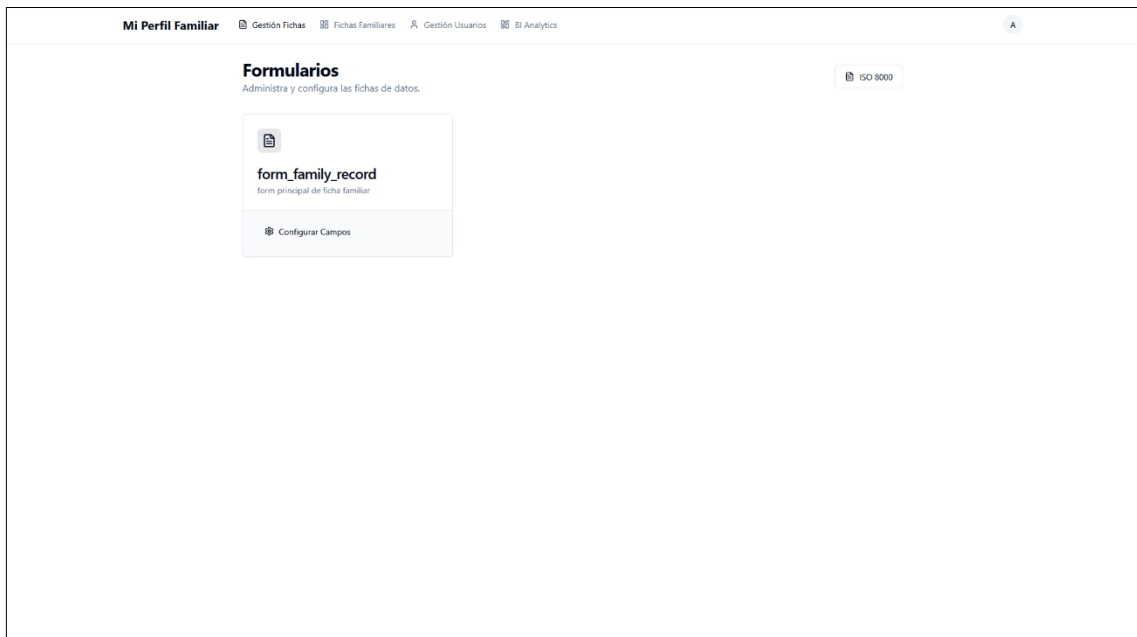 Mi Perfil Familiar Gestión Fichas Fichas Familiares Gestión Usuarios BI Analytics A
Formularios
Administra y configura las fichas de datos.
ISO 8000
form_family_record
form principal de ficha familiar
Configurar Campos